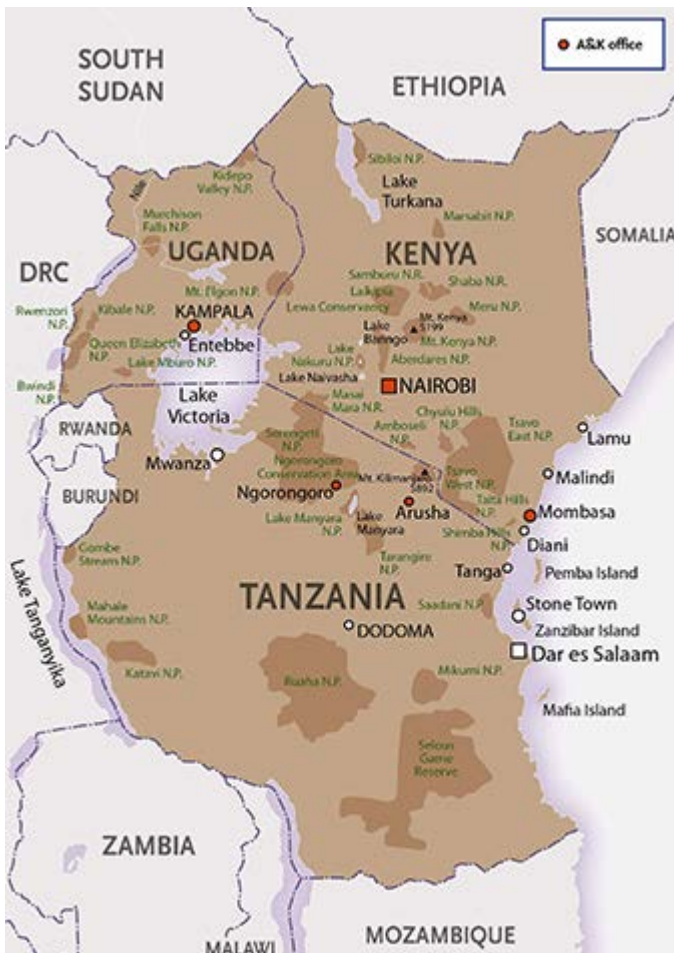 A&K office
SOUTH
SUDAN
ETHIOPIA
Sibiloi N.P.
Kidepo
Valley N.P.
Lake
Turkana
Nile
Murchison
Falls N.P.
Marsabit N.P.
SOMALIA
UGANDA
KENYA
DRC
Samburu N.R.
Shaba N.R.
Laikipia
Mt. Elgon N.P.
Lewa Conservancy
Meru N.P.
Rwenzori
N.P.
Kibale N.P.
KAMPALA
Mt. Kenya
5199
Lake
Baringo
Mt. Kenya N.P.
Queen Elizabeth
N.P.
Entebbe
Lake
Nakuru N.P.
Aberdares N.P.
Lake Mburo N.P.
Lake Naivasha
Bwindi
N.P.
NAIROBI
Lake
Victoria
Masai
Mara N.R.
Chyulu Hills
N.P.
Amboseli
N.P.
Tsavo
East N.P.
RWANDA
Serengeti
N.P.
Lamu
Mwanza
Ngorongoro
Conservation Area
Mt. Kilimanjaro
5892
Tsavo
West N.P.
Malindi
BURUNDI
Ngorongoro
Taita Hills
N.P.
Arusha
Mombasa
Lake Manyara
N.P.
Lake
Manyara
Shimba Hills
N.P.
Diani
Gombe
Stream N.P.
Tarangire
N.P.
Tanga
Pemba Island
Lake Tanganyika
TANZANIA
Mahale
Mountains N.P.
Saadani N.P.
Stone Town
DODOMA
Zanzibar Island
Dar es Salaam
Katavi N.P.
Ruaha N.P.
Mikumi N.P.
Mafia Island
Selous
Game
Reserve
ZAMBIA
MALAWI
MOZAMBIQUE